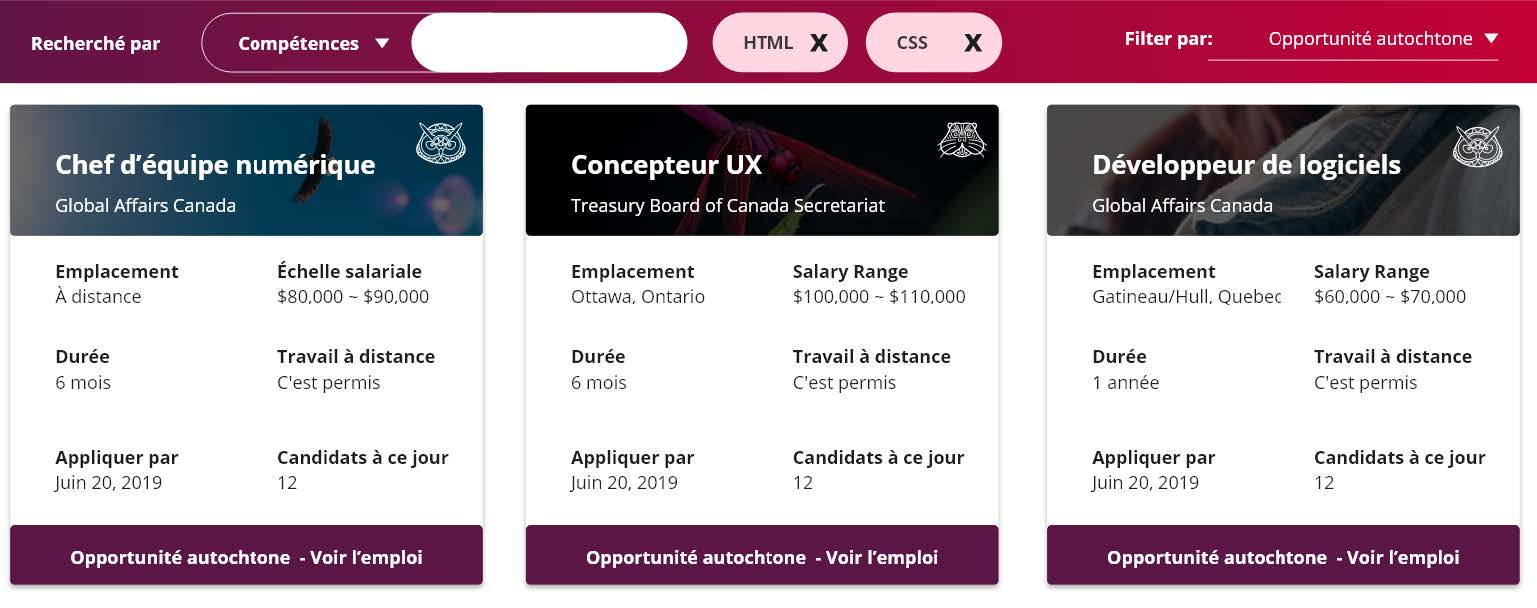 Recherché par
Compétences
HTML X
CSS X
Filter par:
Opportunité autochtone
Chef d’équipe numérique
Global Affairs Canada
Emplacement
À distance
Échelle salariale
$80,000 ~ $90,000
Durée
6 mois
Travail à distance
C'est permis
Appliquer par
Juin 20, 2019
Candidats à ce jour
12
Opportunité autochtone - Voir l’emploi
Concepteur UX
Treasury Board of Canada Secretariat
Emplacement
Ottawa, Ontario
Salary Range
$100,000 ~ $110,000
Durée
6 mois
Travail à distance
C'est permis
Appliquer par
Juin 20, 2019
Candidats à ce jour
12
Opportunité autochtone - Voir l’emploi
Développeur de logiciels
Global Affairs Canada
Emplacement
Gatineau/Hull, Quebec
Salary Range
$60,000 ~ $70,000
Durée
1 année
Travail à distance
C'est permis
Appliquer par
Juin 20, 2019
Candidats à ce jour
12
Opportunité autochtone - Voir l’emploi